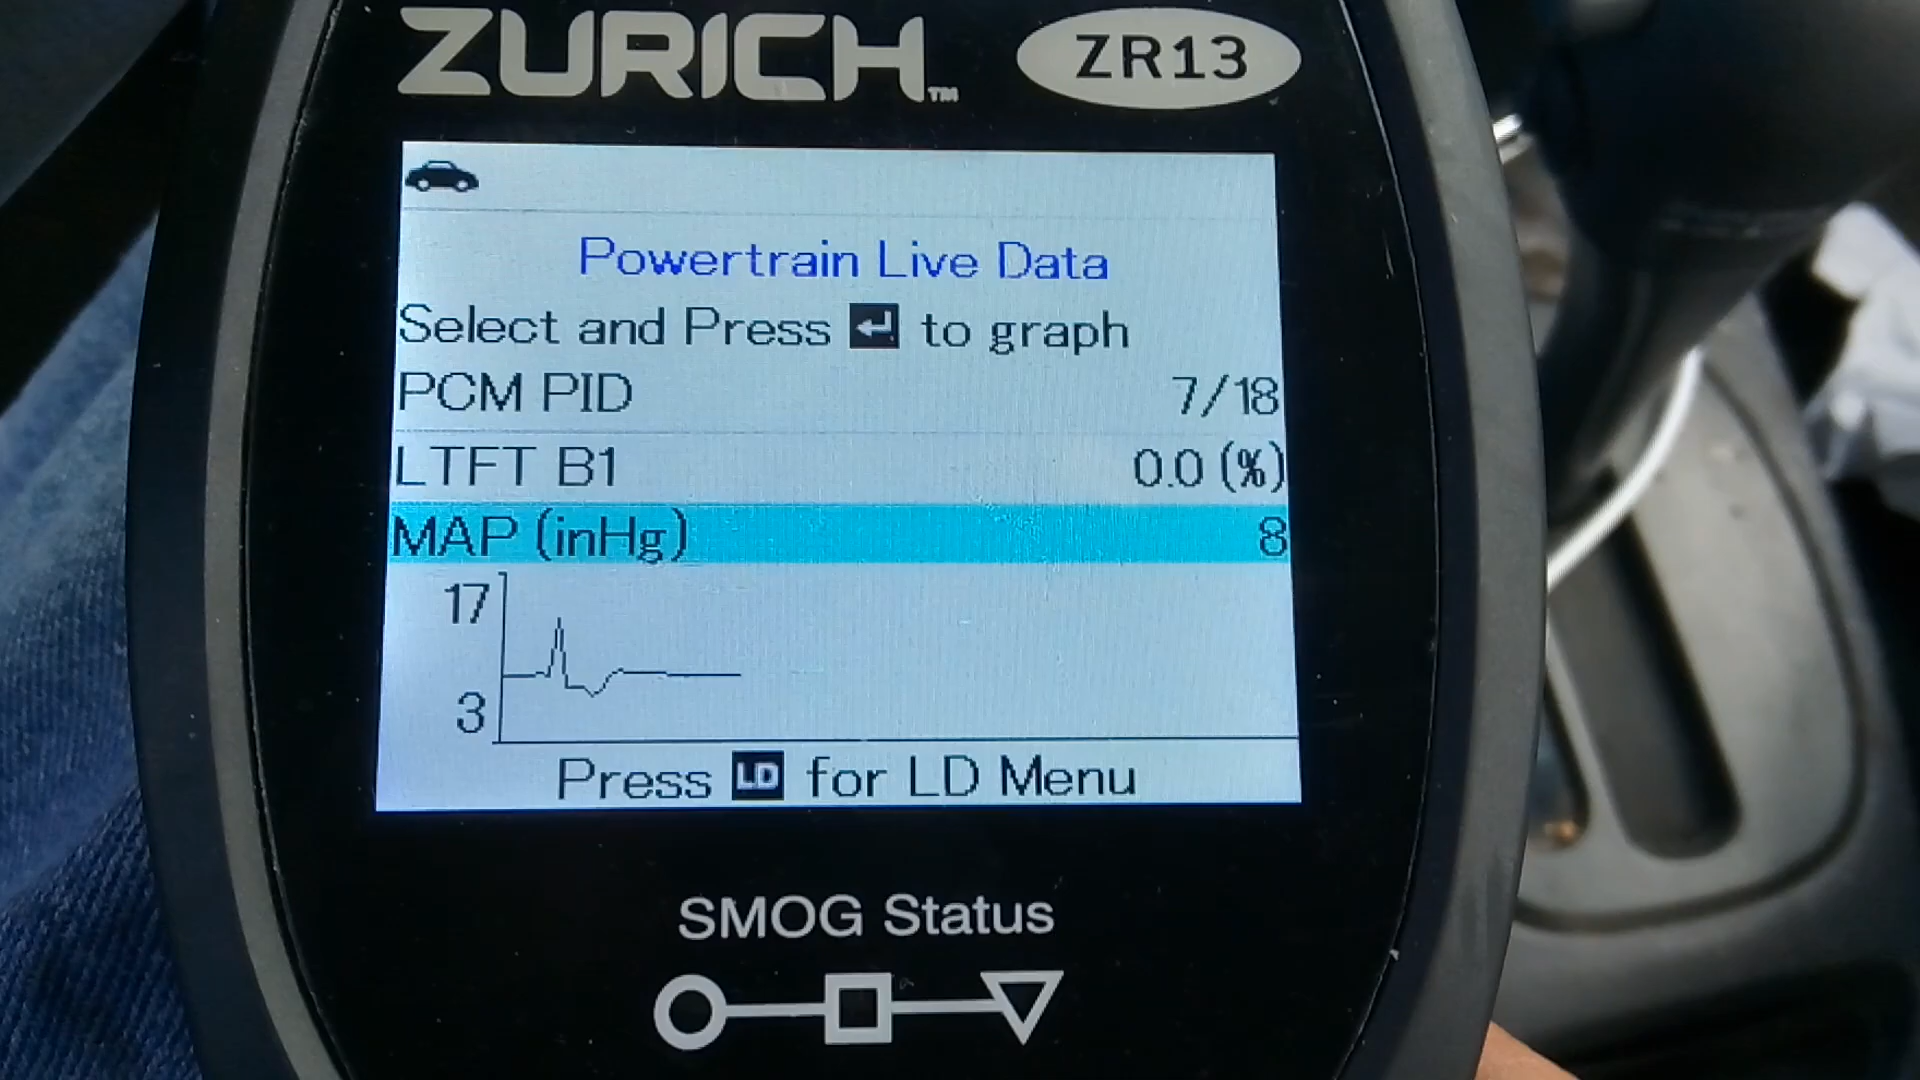 ZURICH™ ZR13
Powertrain Live Data
Select and Press to graph
PCM PID 7/18
LTFT B1 0.0 (%)
MAP (inHg) 8
17
3
Press LD for LD Menu
SMOG Status